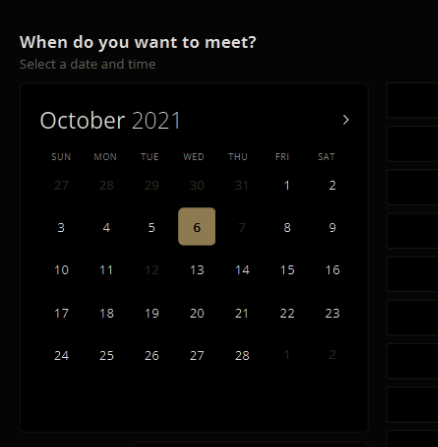 When do you want to meet?
Select a date and time
October 2021
SUN MON TUE WED THU FRI SAT
27 28 29 30 31 1 2
3 4 5 6 7 8 9
10 11 12 13 14 15 16
17 18 19 20 21 22 23
24 25 26 27 28 1 2